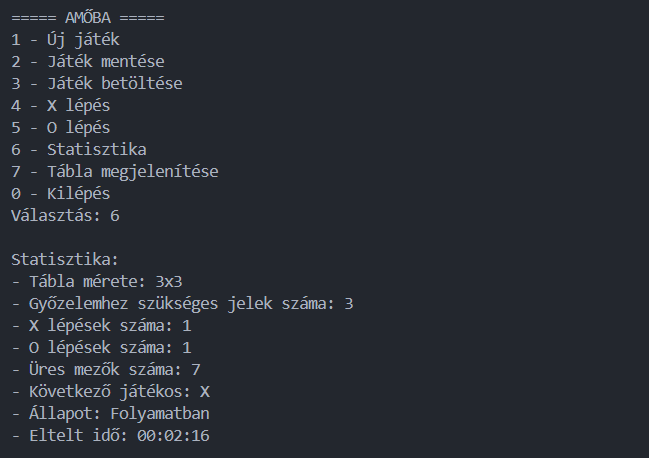 ===== AMŐBA =====
1 - Új játék
2 - Játék mentése
3 - Játék betöltése
4 - X lépés
5 - O lépés
6 - Statisztika
7 - Tábla megjelenítése
0 - Kilépés
Választás: 6
Statisztika:
- Tábla mérete: 3x3
- Győzelemhez szükséges jelek száma: 3
- X lépések száma: 1
- O lépések száma: 1
- Üres mezők száma: 7
- Következő játékos: X
- Állapot: Folyamatban
- Eltelt idő: 00:02:16